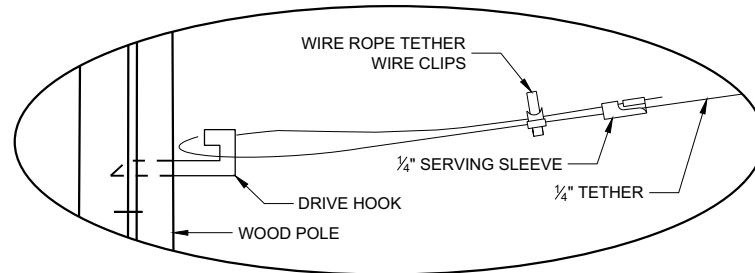 WIRE ROPE TETHER
WIRE CLIPS
¼" SERVING SLEEVE
¼" TETHER
DRIVE HOOK
WOOD POLE